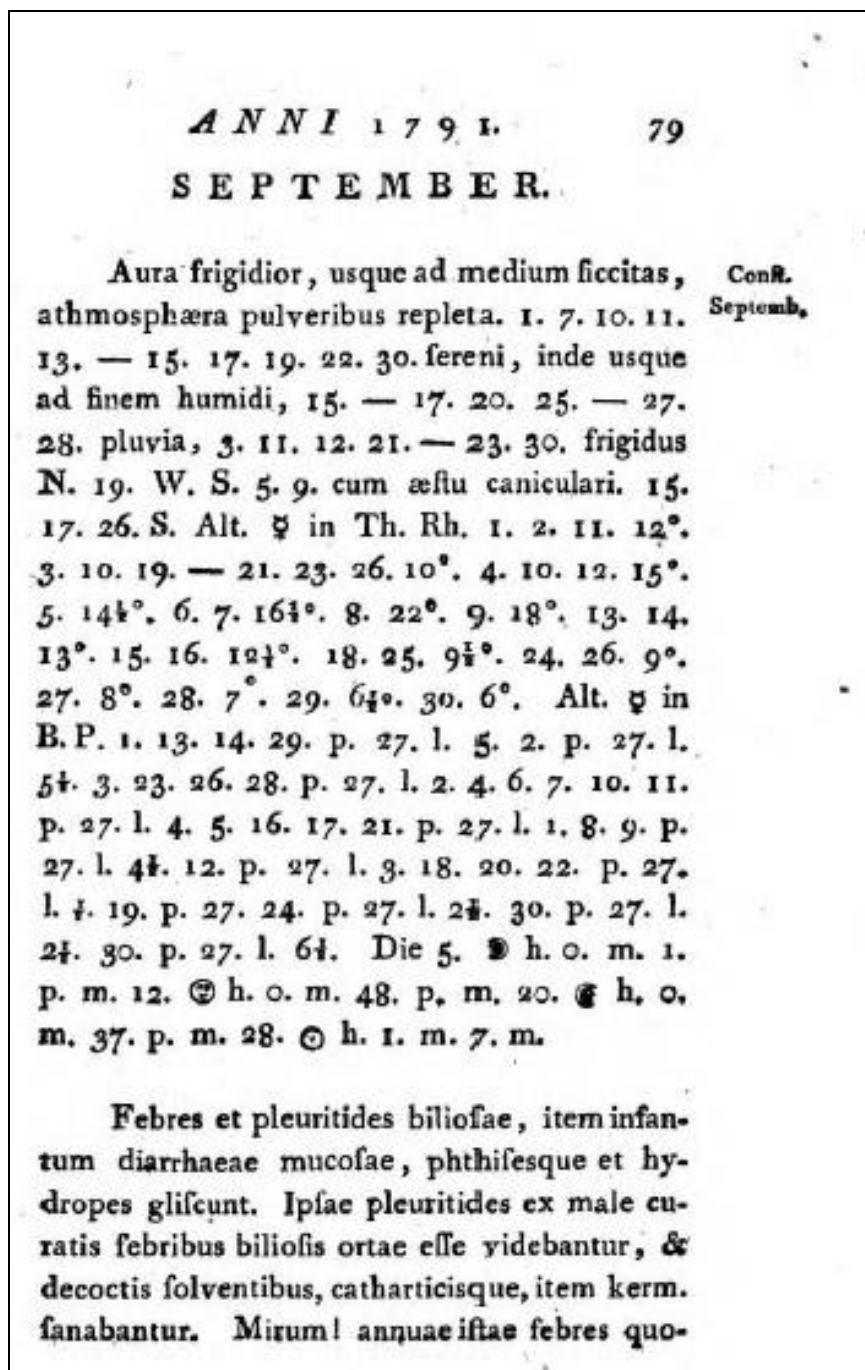 ANNI 1791. 79
SEPTEMBER.
Aura frigidior, usque ad medium ſiccitas,
Conſt.
Septemb.
athmosphæra pulveribus repleta. 1. 7. 10. 11.
13. — 15. 17. 19. 22. 30. ſereni, inde usque
ad finem humidi, 15. — 17. 20. 25. — 27.
28. pluvia, 3. 11. 12. 21. — 23. 30. frigidus
N. 19. W. S. 5. 9. cum æſtu caniculari. 15.
17. 26. S. Alt. ☿ in Th. Rh. 1. 2. 11. 12°.
3. 10. 19. — 21. 23. 26. 10°. 4. 10. 12. 15°.
5. 14½°. 6. 7. 16½°. 8. 22°. 9. 18°. 13. 14.
13°. 15. 16. 12½°. 18. 25. 9½°. 24. 26. 9°.
27. 8°. 28. 7°. 29. 6½°. 30. 6°. Alt. ☿ in
B. P. 1. 13. 14. 29. p. 27. l. 5. 2. p. 27. l.
5½. 3. 23. 26. 28. p. 27. l. 2. 4. 6. 7. 10. 11.
p. 27. l. 4. 5. 16. 17. 21. p. 27. l. 1. 8. 9. p.
27. l. 4½. 12. p. 27. l. 3. 18. 20. 22. p. 27.
l. ½. 19. p. 27. 24. p. 27. l. 2½. 30. p. 27. l.
2½. 30. p. 27. l. 6½. Die 5. h. 0. m. 1.
p. m. 12. h. 0. m. 48. p. m. 20. h. 0.
m. 37. p. m. 28. ☉ h. 1. m. 7. m.
Febres et pleuritides bilioſae, item infan-
tum diarrhaeae mucoſae, phthiſesque et hy-
dropes gliſcunt. Ipſae pleuritides ex male cu-
ratis febribus bilioſis ortae eſſe videbantur, &
decoctis ſolventibus, catharticisque, item kerm.
ſanabantur. Mirum! annuae iſtae febres quo-